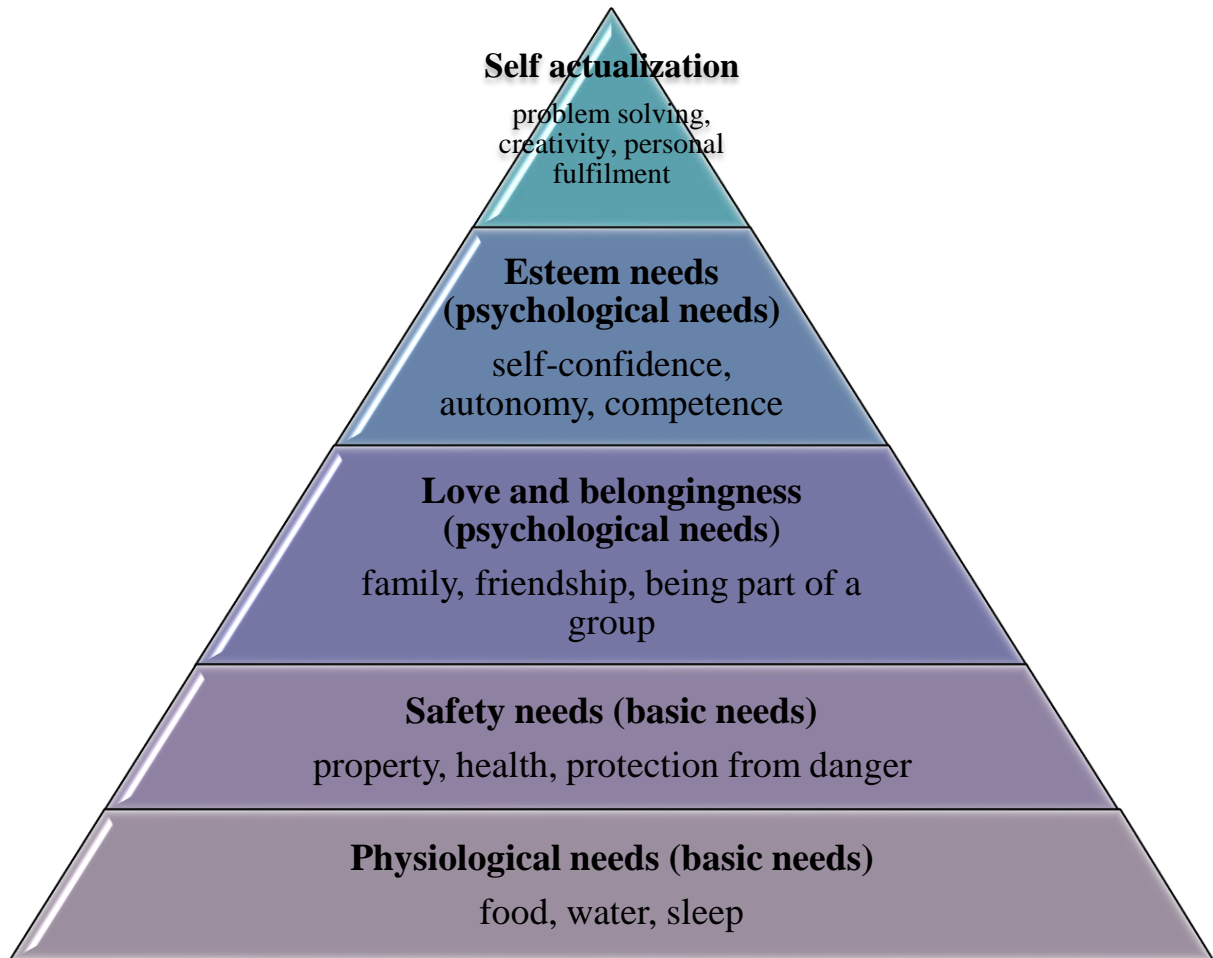 Self actualization
problem solving,
creativity, personal
fulfilment
Esteem needs
(psychological needs)
self-confidence,
autonomy, competence
Love and belongingness
(psychological needs)
family, friendship, being part of a
group
Safety needs (basic needs)
property, health, protection from danger
Physiological needs (basic needs)
food, water, sleep